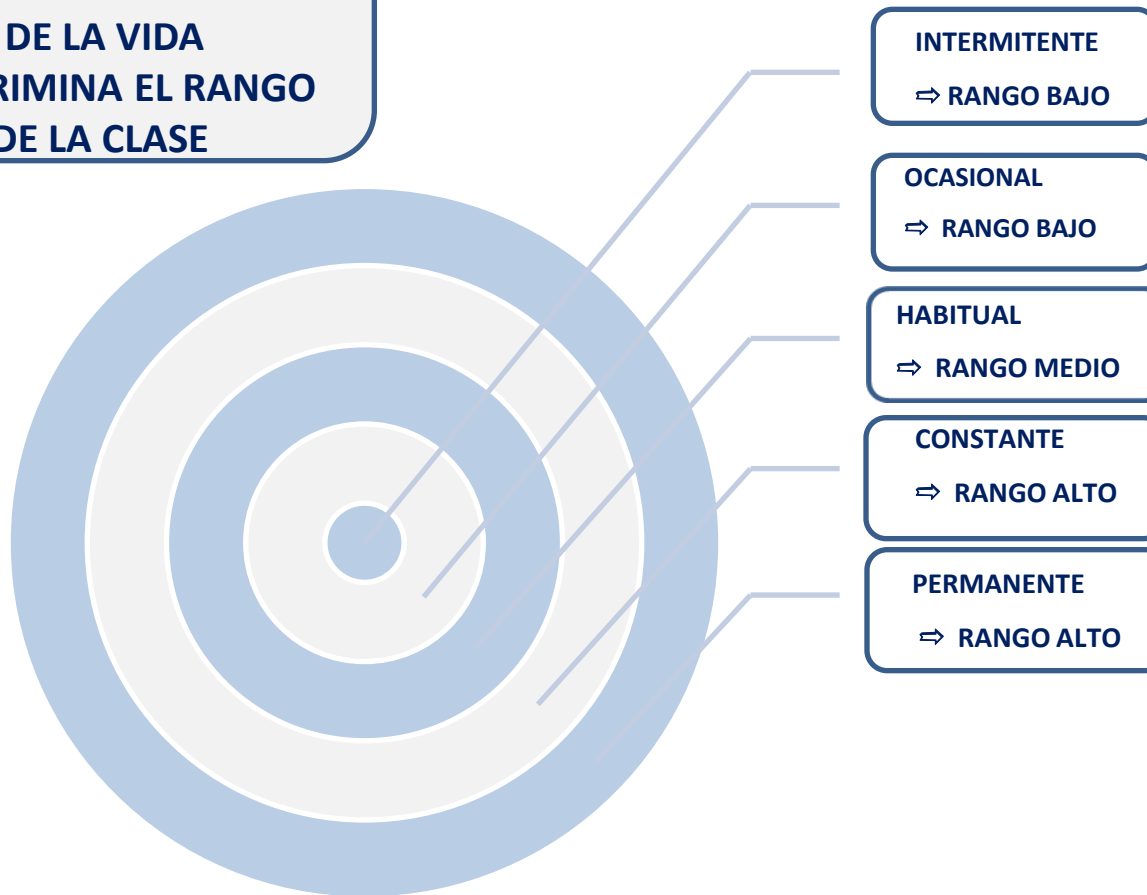 DE LA VIDA
RIMINA EL RANGO
DE LA CLASE
INTERMITENTE
⇨ RANGO BAJO
OCASIONAL
⇨ RANGO BAJO
HABITUAL
⇨ RANGO MEDIO
CONSTANTE
⇨ RANGO ALTO
PERMANENTE
⇨ RANGO ALTO